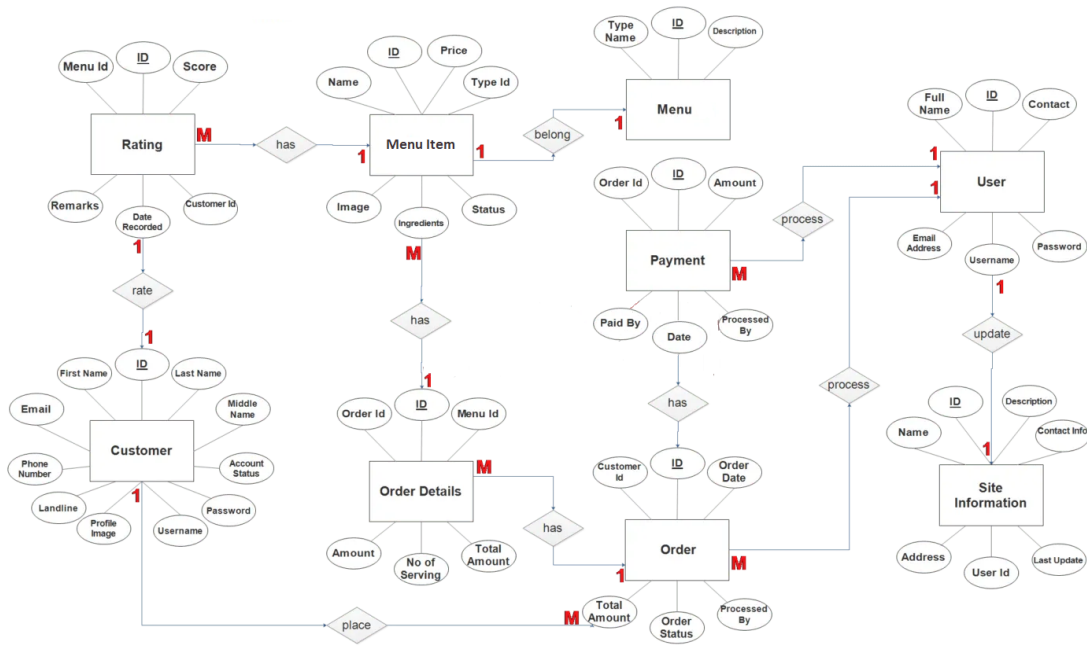 Menu Id
ID
Score
Rating
Remarks
Date
Recorded
Customer Id
M
has
1
Name
ID
Price
Type Id
Menu Item
Image
Ingredients
Status
1
belong
1
Type
Name
ID
Description
Menu
Order Id
ID
Amount
Payment
Paid By
Date
Processed
By
M
process
1
Full
Name
ID
Contact
User
Email
Address
Username
Password
1
1
rate
1
M
has
1
1
update
1
First Name
ID
Last Name
Email
Middle
Name
Customer
Phone
Number
Account
Status
Landline
Profile
Image
Username
Password
1
Order Id
ID
Menu Id
Order Details
Amount
No of
Serving
Total
Amount
M
has
1
has
Customer
Id
ID
Order
Date
Order
Total
Amount
Order
Status
Processed
By
M
process
Name
ID
Description
Contact Info
Site
Information
Address
User Id
Last Update
place
M